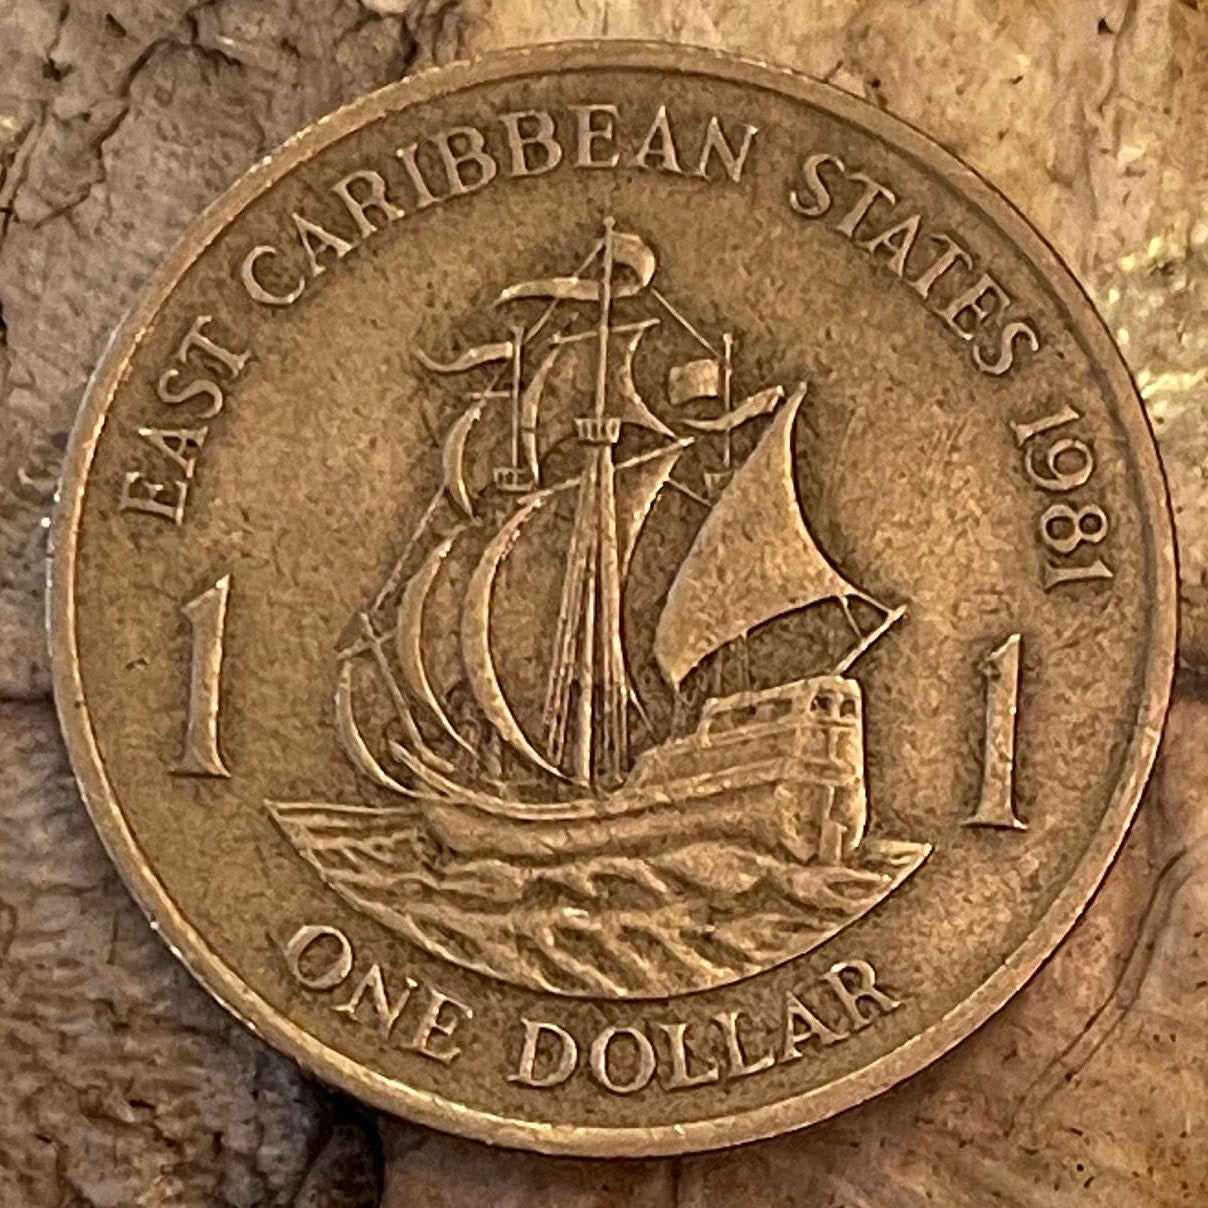 EAST CARIBBEAN STATES 1981
1 1
ONE DOLLAR